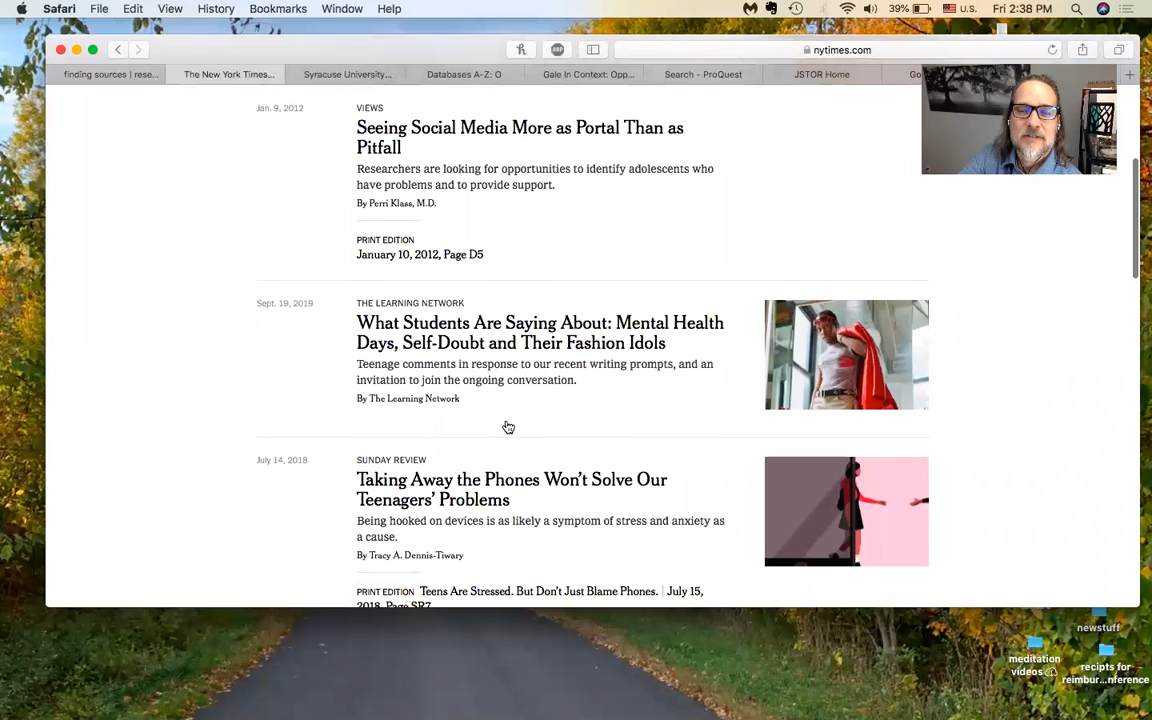 Safari File Edit View History Bookmarks Window Help 39% U.S. Fri 2:38 PM
ABP nytimes.com
finding sources | rese... The New York Times... Syracuse University... Databases A-Z: O Gale In Context: Opp... Search - ProQuest JSTOR Home Go
Jan. 9, 2012
VIEWS
Seeing Social Media More as Portal Than as
Pitfall
Researchers are looking for opportunities to identify adolescents who
have problems and to provide support.
By Perri Klass, M.D.
PRINT EDITION
January 10, 2012, Page D5
Sept. 19, 2019
THE LEARNING NETWORK
What Students Are Saying About: Mental Health
Days, Self-Doubt and Their Fashion Idols
Teenage comments in response to our recent writing prompts, and an
invitation to join the ongoing conversation.
By The Learning Network
July 14, 2018
SUNDAY REVIEW
Taking Away the Phones Won't Solve Our
Teenagers' Problems
Being hooked on devices is as likely a symptom of stress and anxiety as
a cause.
By Tracy A. Dennis-Tiwary
PRINT EDITION Teens Are Stressed. But Don't Just Blame Phones. | July 15,
2018, Page SR7
newstuff
meditation
videos
recipts for
reimbur...nference